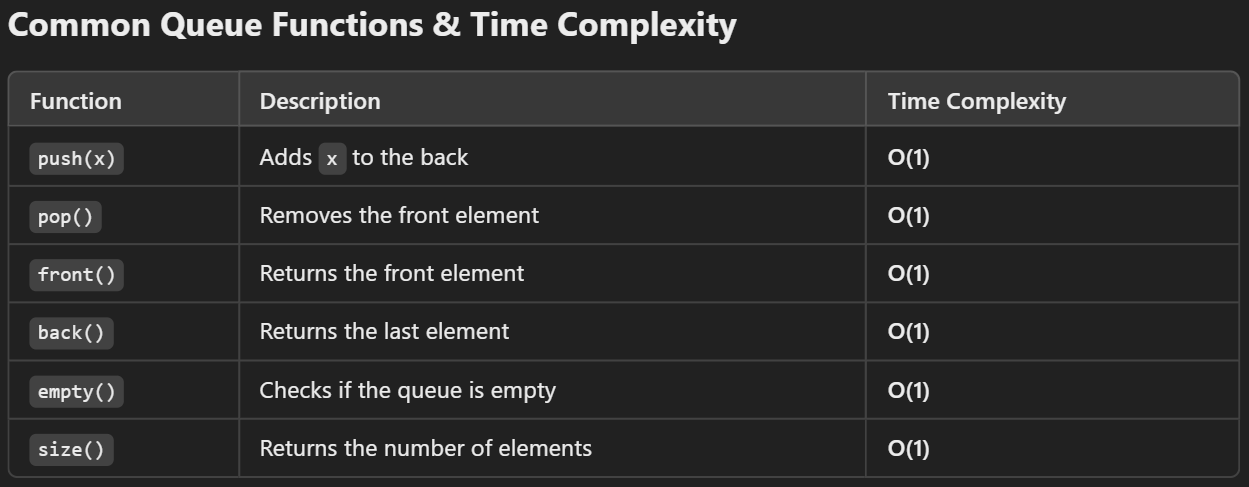 Common Queue Functions & Time Complexity
Function Description Time Complexity
push(x) Adds x to the back O(1)
pop() Removes the front element O(1)
front() Returns the front element O(1)
back() Returns the last element O(1)
empty() Checks if the queue is empty O(1)
size() Returns the number of elements O(1)